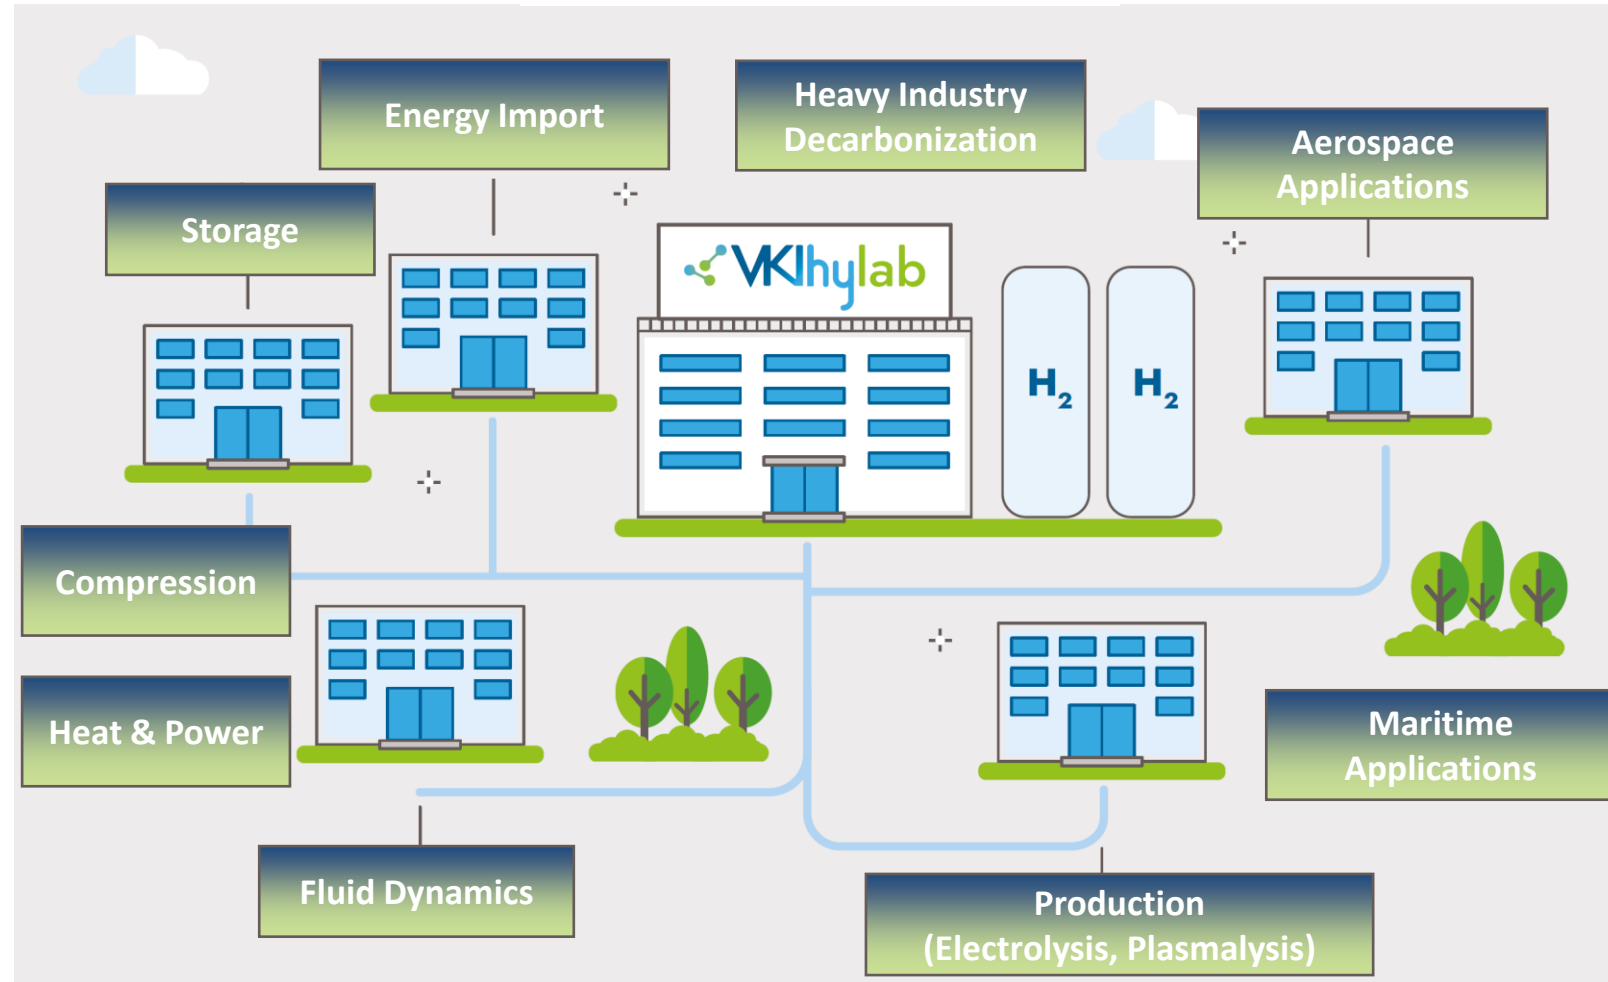 Energy Import
Heavy Industry
Decarbonization
Aerospace
Applications
Storage
VKIhylab
H2
H2
Compression
Heat & Power
Maritime
Applications
Fluid Dynamics
Production
(Electrolysis, Plasmalysis)